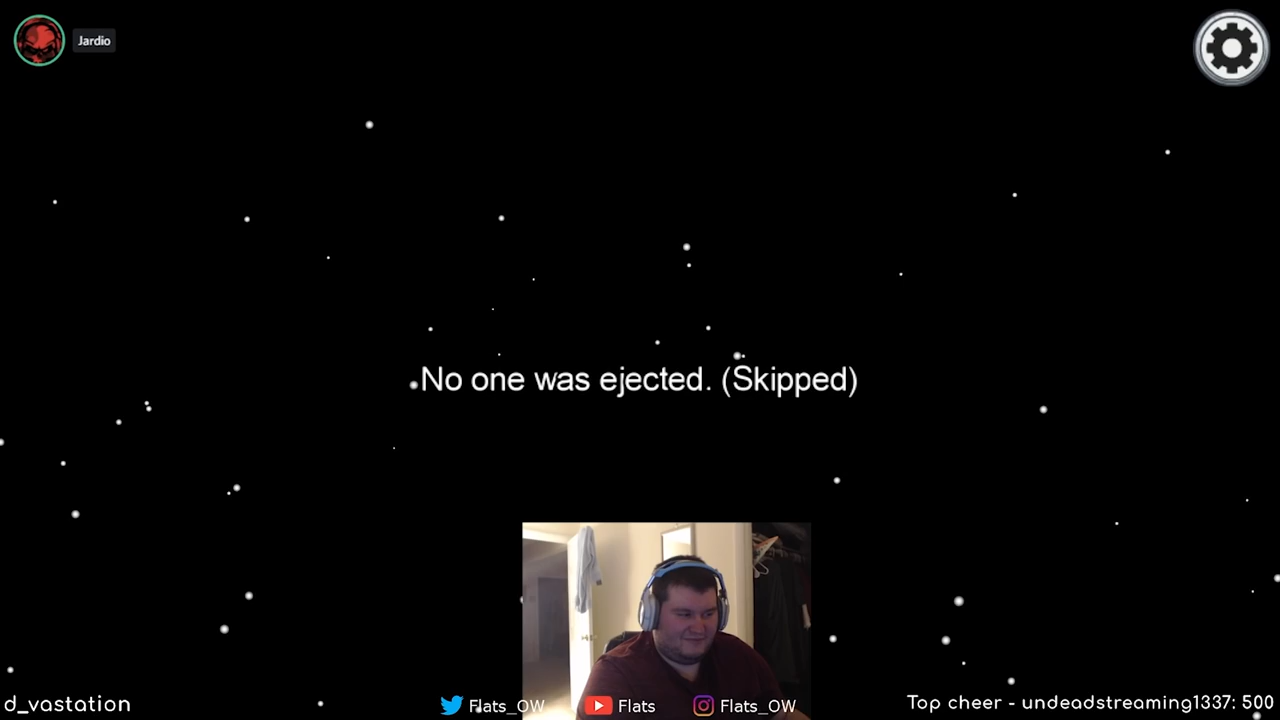 Jardio
No one was ejected. (Skipped)
d_vastation
Flats_OW
Flats
Flats_OW
Top cheer - undeadstreaming1337: 500